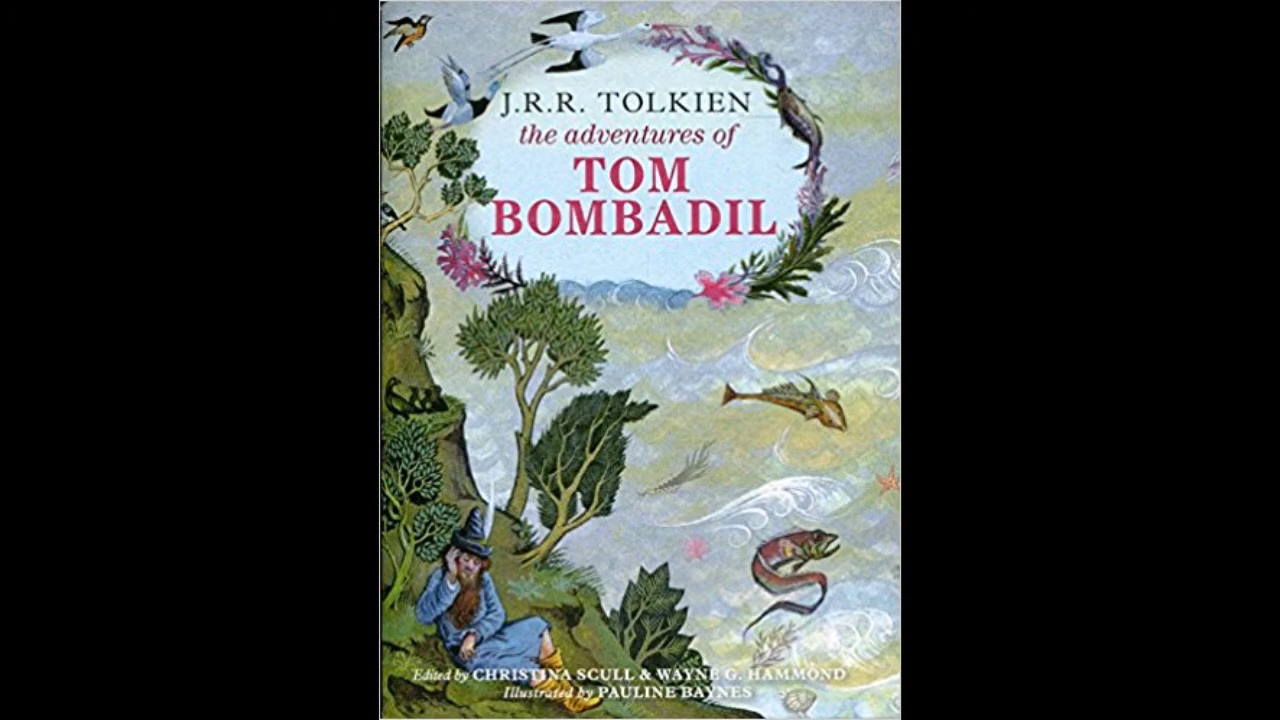 J.R.R. TOLKIEN
the adventures of
TOM
BOMBADIL
Edited by CHRISTINA SCULL & WAYNE G. HAMMOND
Illustrated by PAULINE BAYNES